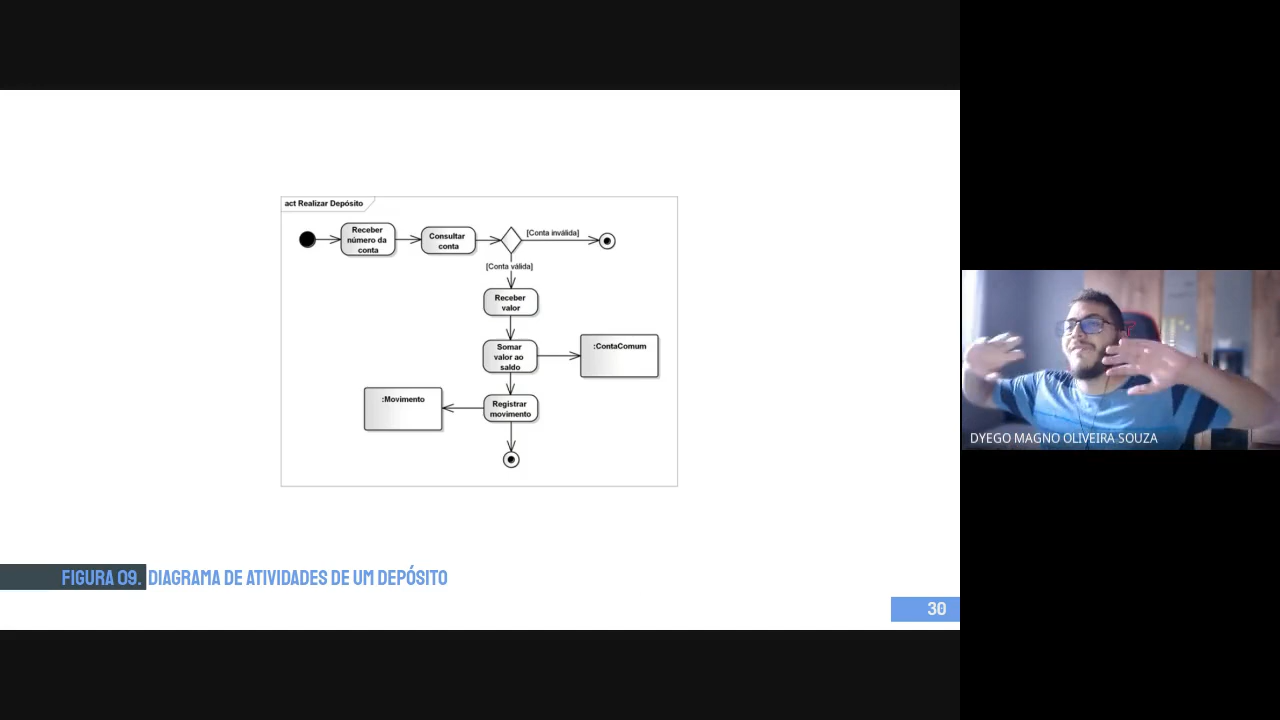 act Realizar Depósito
Receber
número da
conta
Consultar
conta
[Conta inválida]
[Conta válida]
Receber
valor
Somar
valor ao
saldo
:ContaComum
:Movimento
Registrar
movimento
FIGURA 09. DIAGRAMA DE ATIVIDADES DE UM DEPÓSITO
30
DYEGO MAGNO OLIVEIRA SOUZA